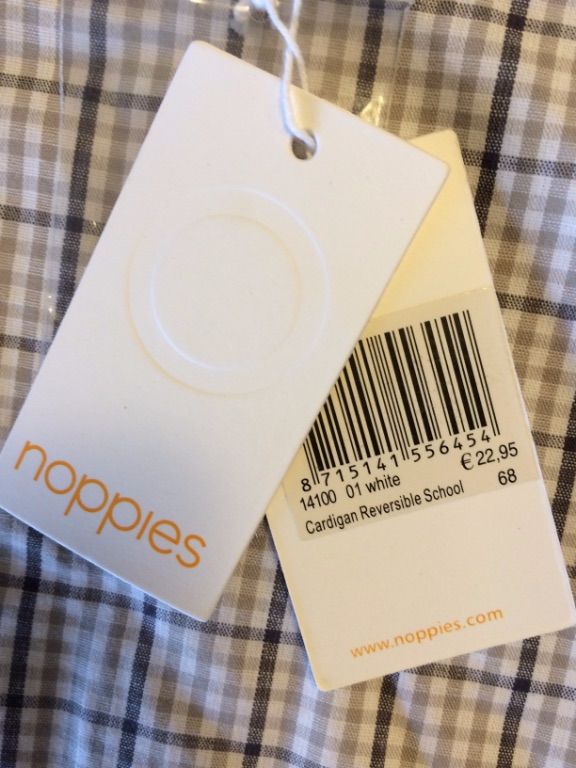 noppies
8 715141 556454
14100 01 white € 22,95
Cardigan Reversible School 68
www.noppies.com